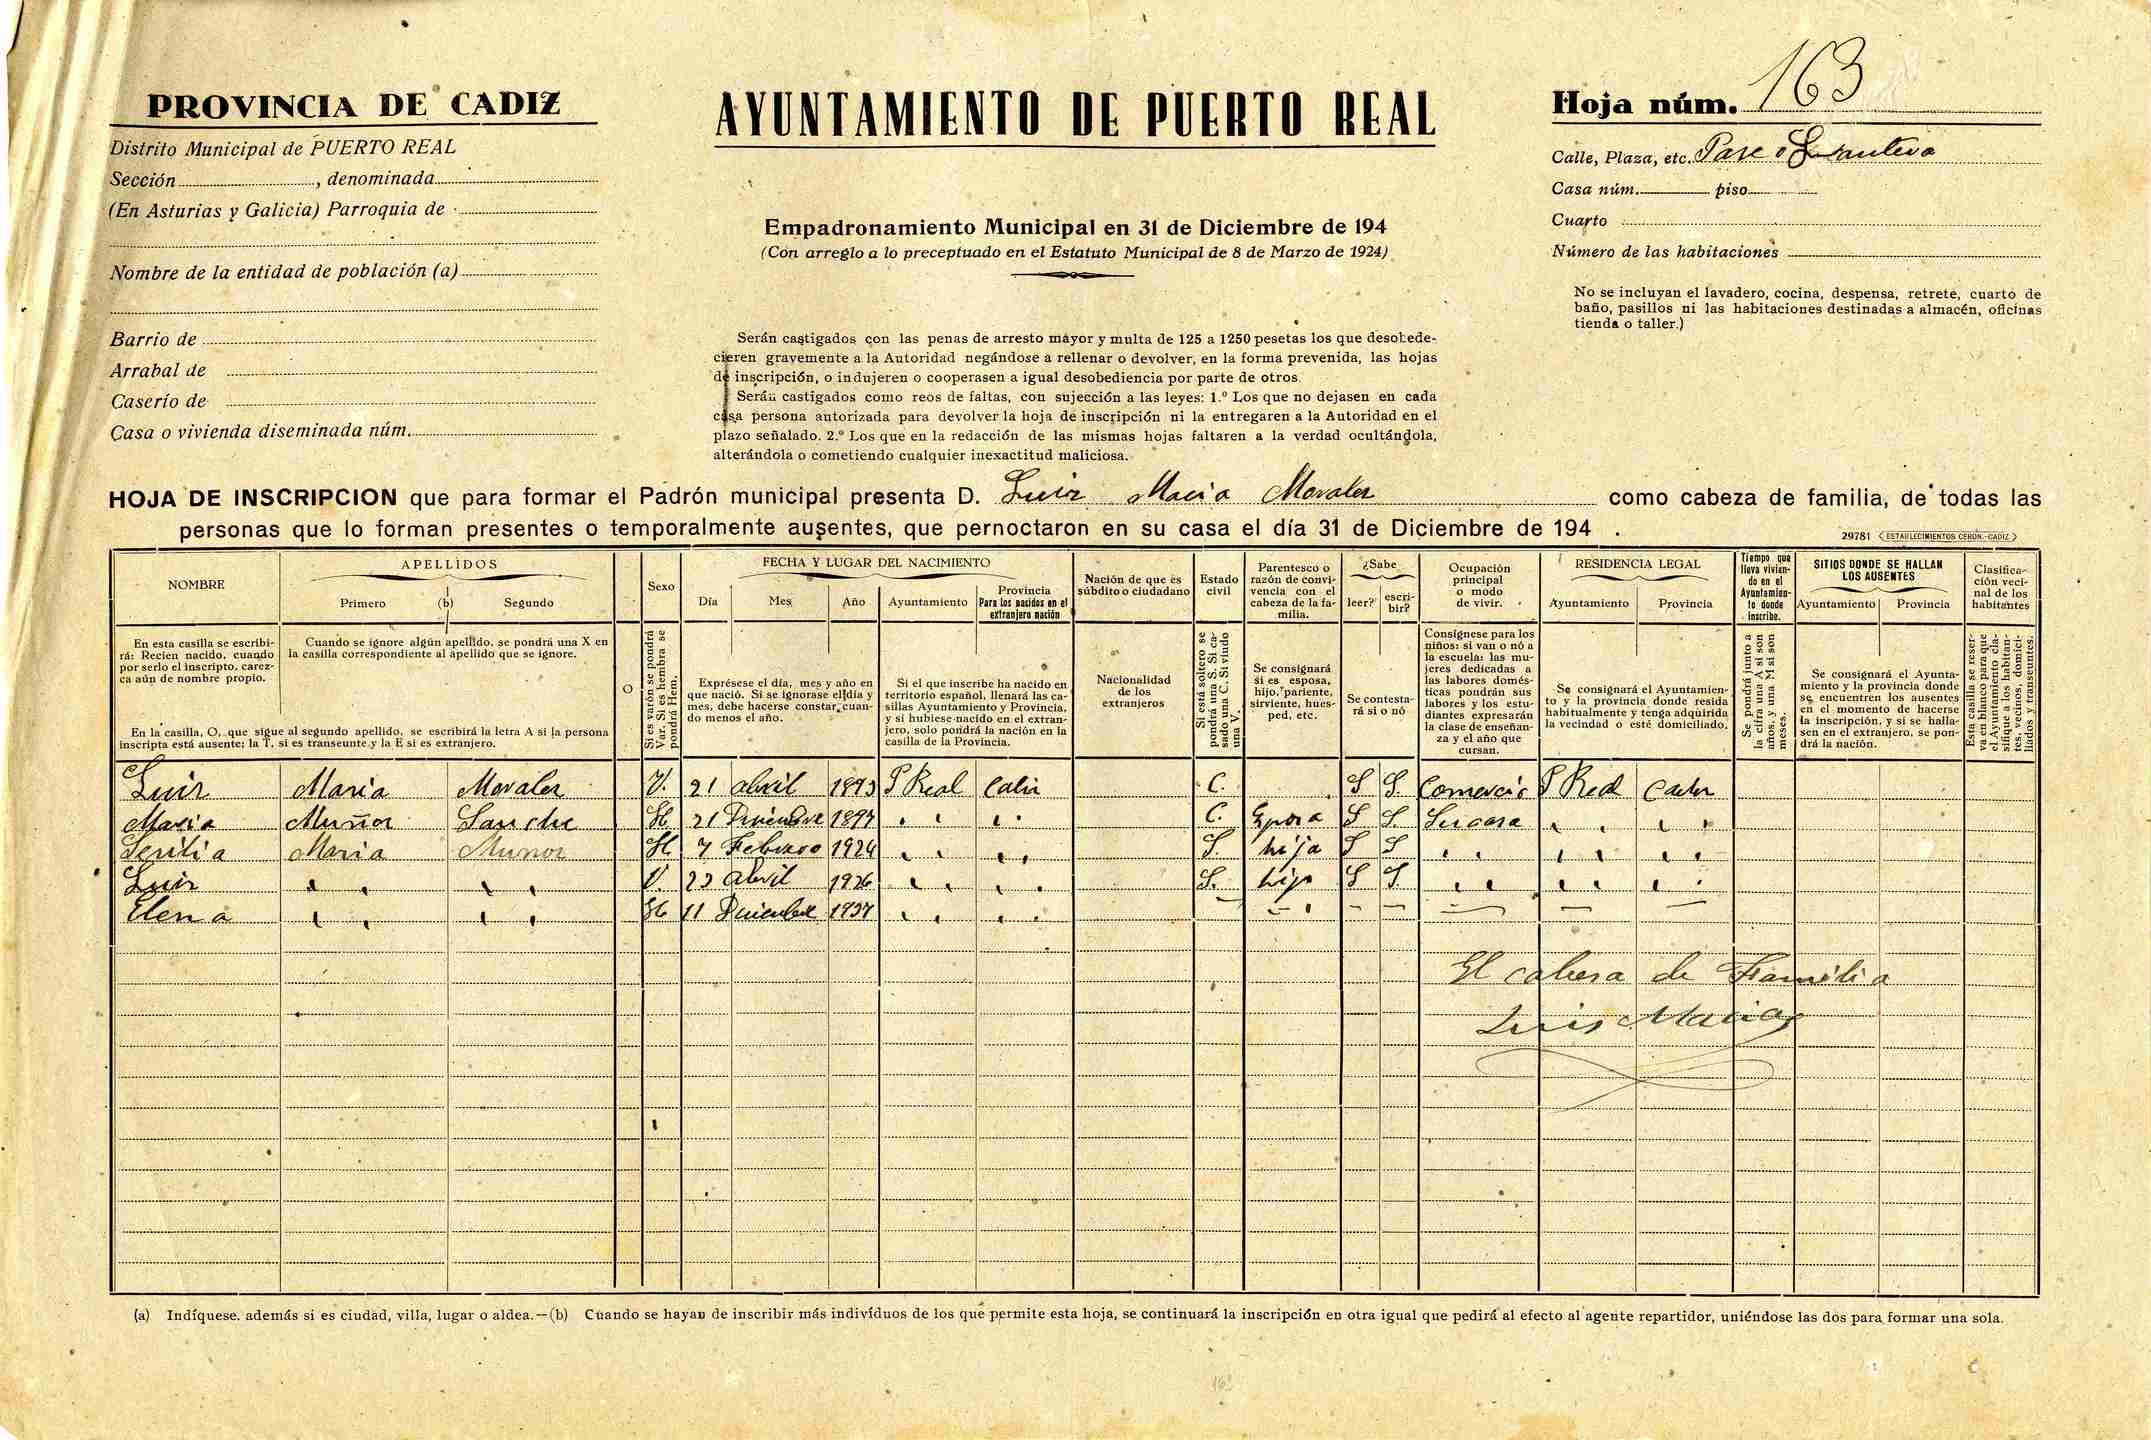 PROVINCIA DE CADIZ
Distrito Municipal de PUERTO REAL
Sección , denominada
(En Asturias y Galicia) Parroquia de
Nombre de la entidad de población (a)
Barrio de
Arrabal de
Caserío de
Casa o vivienda diseminada núm.
AYUNTAMIENTO DE PUERTO REAL
Empadronamiento Municipal en 31 de Diciembre de 194
(Con arreglo a lo preceptuado en el Estatuto Municipal de 8 de Marzo de 1924)
Serán castigados con las penas de arresto mayor y multa de 125 a 1250 pesetas los que desobede-
cieren gravemente a la Autoridad negándose a rellenar o devolver, en la forma prevenida, las hojas
de inscripción, o indujeren o cooperasen a igual desobediencia por parte de otros.
Serán castigados como reos de faltas, con sujección a las leyes: 1.º Los que no dejasen en cada
casa persona autorizada para devolver la hoja de inscripción ni la entregaren a la Autoridad en el
plazo señalado. 2.º Los que en la redacción de las mismas hojas faltaren a la verdad ocultándola,
alterándola o cometiendo cualquier inexactitud maliciosa.
Hoja núm. 163
Calle, Plaza, etc. Paseo
Casa núm. piso
Cuarto
Número de las habitaciones
No se incluyan el lavadero, cocina, despensa, retrete, cuarto de
baño, pasillos ni las habitaciones destinadas a almacén, oficinas
tienda o taller.)
HOJA DE INSCRIPCION que para formar el Padrón municipal presenta D. Luis Macia Morales como cabeza de familia, de todas las
personas que lo forman presentes o temporalmente ausentes, que pernoctaron en su casa el día 31 de Diciembre de 194 .
29781 ESTABLECIMIENTOS CERÓN.-CADIZ
NOMBRE
En esta casilla se escribi-
rá: Recien nacido, cuando
por serlo el inscripto, carez-
ca aún de nombre propio.
APELLIDOS
Primero (b) Segundo
Cuando se ignore algún apellido, se pondrá una X en
la casilla correspondiente al apellido que se ignore.
En la casilla, O, que sigue al segundo apellido, se escribirá la letra A si la persona
inscripta está ausente; la T, si es transeunte y la E si es extranjero.
O
Sexo
Si es varón se pondrá
Var. Si es hembra se
pondrá Hem.
FECHA Y LUGAR DEL NACIMIENTO
Día Mes Año Ayuntamiento
Provincia
Para los nacidos en el
extranjero nación
Exprésese el día, mes y año en
que nació. Si se ignorase el día y
mes, debe hacerse constar cuan-
do menos el año.
Si el que inscribe ha nacido en
territorio español, llenará las ca-
sillas Ayuntamiento y Provincia,
y si hubiese nacido en el extran-
jero, solo pondrá la nación en la
casilla de la Provincia.
Nación de que es
súbdito o ciudadano
Nacionalidad
de los
extranjeros
Estado
civil
Si está soltero se
pondrá una S. Si ca-
sado una C. Si viudo
una V.
Parentesco o
razón de convi-
vencia con el
cabeza de la fa-
milia.
Se consignará
si es esposa,
hijo, pariente,
sirviente, hues-
ped, etc.
¿Sabe
leer? escri-
bir?
Se contesta-
rá si o nó
Ocupación
principal
o modo
de vivir.
Consígnese para los
niños: si van o nó a
la escuela; las mu-
jeres dedicadas a
las labores domés-
ticas pondrán sus
labores y los estu-
diantes expresarán
la clase de enseñan-
za y el año que
cursan.
RESIDENCIA LEGAL
Ayuntamiento Provincia
Se consignará el Ayuntamien-
to y la provincia donde resida
habitualmente y tenga adquirida
la vecindad o esté domiciliado.
Tiempo que
lleva vivien-
do en el
Ayuntamien-
to donde
inscribe.
Se pondrá junto a
la cifra una A si son
años, y una M si son
meses.
SITIOS DONDE SE HALLAN
LOS AUSENTES
Ayuntamiento Provincia
Se consignará el Ayunta-
miento y la provincia donde
se encuentren los ausentes
en el momento de hacerse
la inscripción, y si se halla-
sen en el extranjero, se pon-
drá la nación.
Clasifica-
ción veci-
nal de los
habitantes
Esta casilla se reser-
va en blanco para que
el Ayuntamiento cla-
sifique a los habitan-
tes, vecinos, domici-
liados y transeuntes.
Luis Macia Morales V. 21 abril 1893 P Real Cadiz C. S S. Comercio P Real Cadiz
Maria Muñoz Sanche H 21 Diciembre 1897 " " C. Esposa S S. Su casa " "
Macia Munoz H 7 Febrero 1924 " " S. hija S S " " "
Luis " " V. 23 abril 1926 " " S. hijo S S. " " "
Elena " " H 11 Diciembre 1937 " " — — — — — — —
El cabesa de Familia
Luis Macias
(a) Indíquese. además si es ciudad, villa, lugar o aldea.—(b) Cuando se hayan de inscribir más indivíduos de los que permite esta hoja, se continuará la inscripción en otra igual que pedirá al efecto al agente repartidor, uniéndose las dos para formar una sola.
163